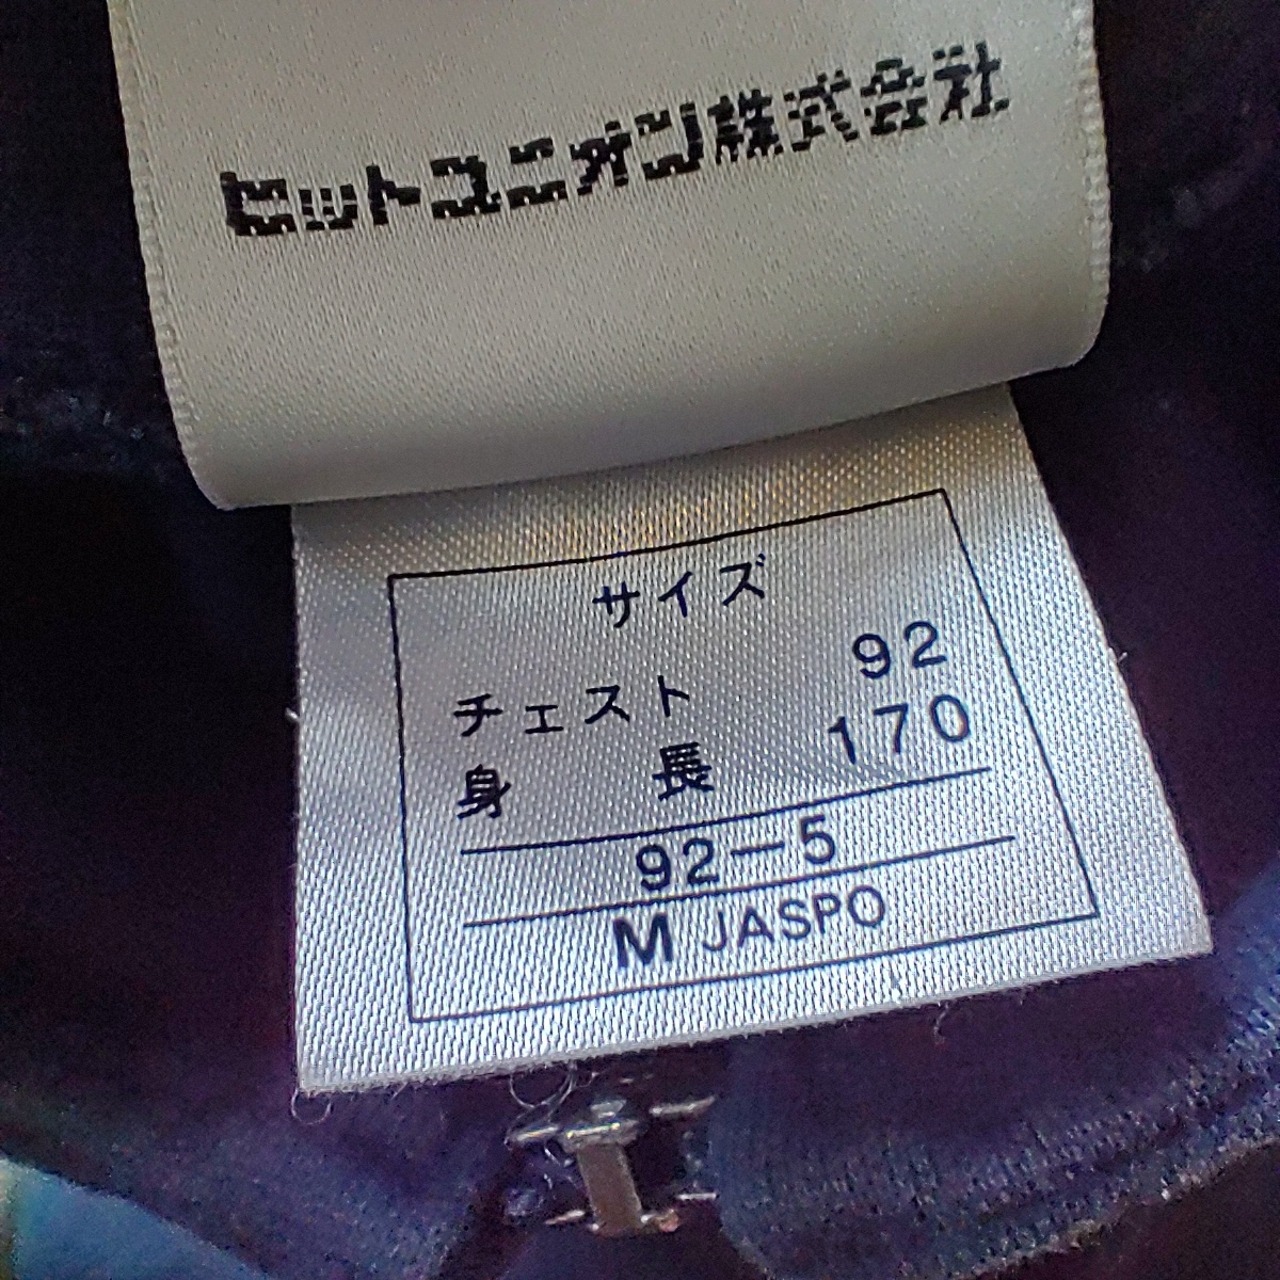 ヒットユニオン株式会社
サイズ
チェスト 92
身長 170
92-5
M JASPO